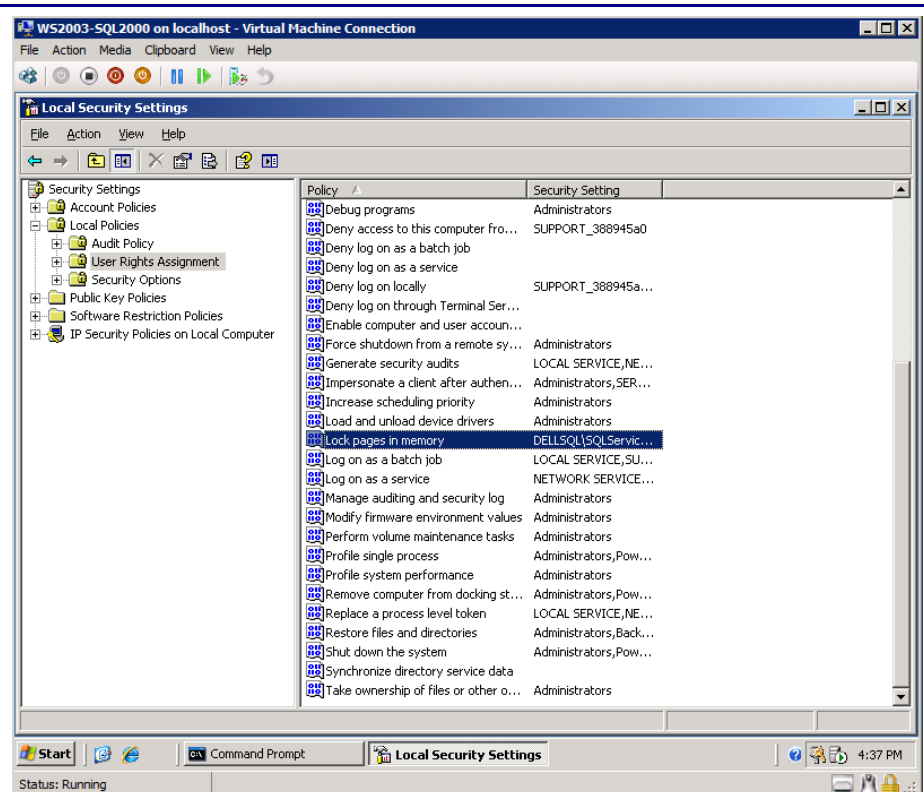 WS2003-SQL2000 on localhost - Virtual Machine Connection
File Action Media Clipboard View Help
Local Security Settings
File Action View Help
Security Settings
Account Policies
Local Policies
Audit Policy
User Rights Assignment
Security Options
Public Key Policies
Software Restriction Policies
IP Security Policies on Local Computer
Policy Security Setting
Debug programs Administrators
Deny access to this computer fro... SUPPORT_388945a0
Deny log on as a batch job
Deny log on as a service
Deny log on locally SUPPORT_388945a...
Deny log on through Terminal Ser...
Enable computer and user accoun...
Force shutdown from a remote sy... Administrators
Generate security audits LOCAL SERVICE,NE...
Impersonate a client after authen... Administrators,SER...
Increase scheduling priority Administrators
Load and unload device drivers Administrators
Lock pages in memory DELLSQL\SQLServic...
Log on as a batch job LOCAL SERVICE,SU...
Log on as a service NETWORK SERVICE...
Manage auditing and security log Administrators
Modify firmware environment values Administrators
Perform volume maintenance tasks Administrators
Profile single process Administrators,Pow...
Profile system performance Administrators
Remove computer from docking st... Administrators,Pow...
Replace a process level token LOCAL SERVICE,NE...
Restore files and directories Administrators,Back...
Shut down the system Administrators,Pow...
Synchronize directory service data
Take ownership of files or other o... Administrators
Start Command Prompt Local Security Settings 4:37 PM
Status: Running